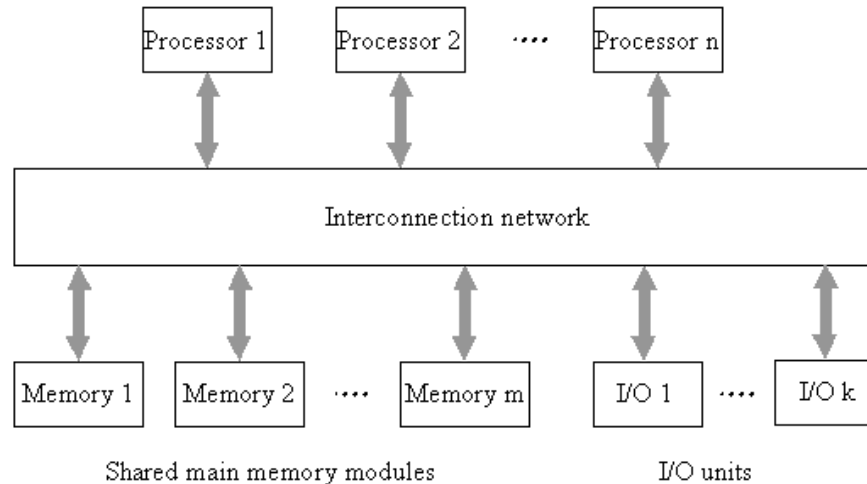 Processor 1 Processor 2 .... Processor n
Interconnection network
Memory 1 Memory 2 .... Memory m I/O 1 .... I/O k
Shared main memory modules I/O units